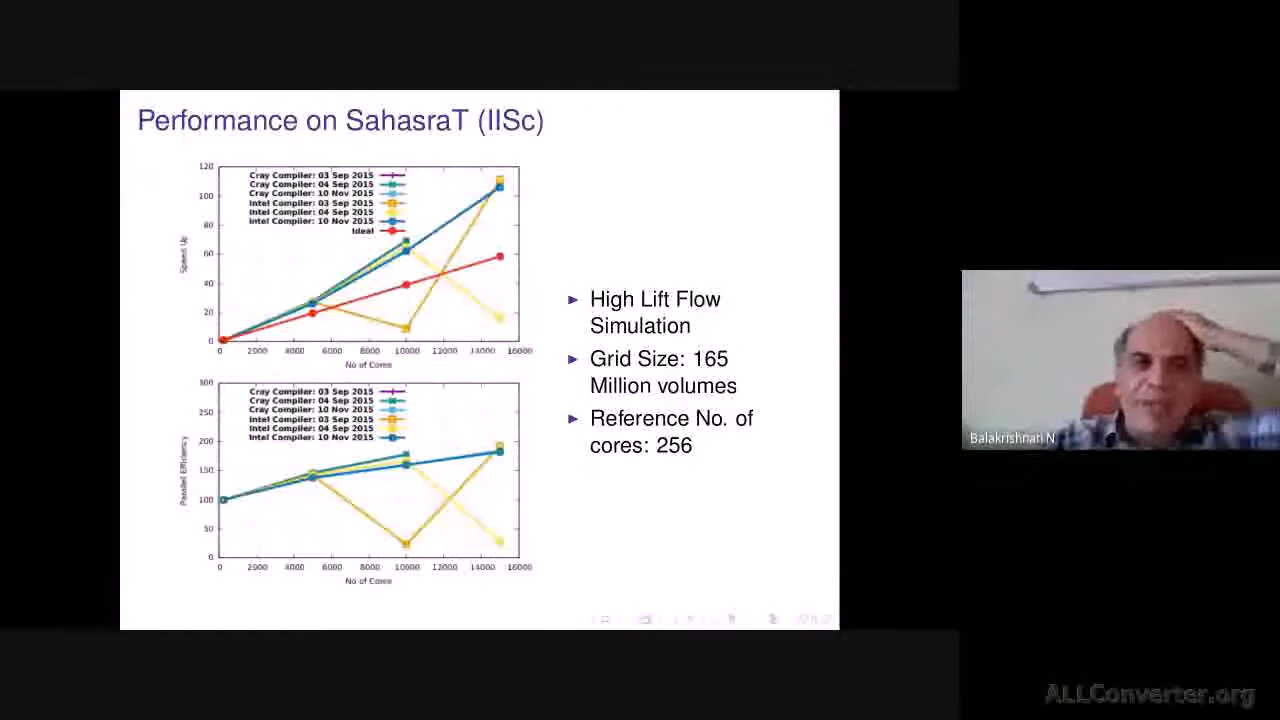 Performance on SahasraT (IISc)
120
100
80
60
40
20
0
Speed Up
Cray Compiler: 03 Sep 2015
Cray Compiler: 04 Sep 2015
Cray Compiler: 10 Nov 2015
Intel Compiler: 03 Sep 2015
Intel Compiler: 04 Sep 2015
Intel Compiler: 10 Nov 2015
Ideal
0 2000 4000 6000 8000 10000 12000 14000 16000
No of Cores
300
250
200
150
100
50
0
Parallel Efficiency
Cray Compiler: 03 Sep 2015
Cray Compiler: 04 Sep 2015
Cray Compiler: 10 Nov 2015
Intel Compiler: 03 Sep 2015
Intel Compiler: 04 Sep 2015
Intel Compiler: 10 Nov 2015
0 2000 4000 6000 8000 10000 12000 14000 16000
No of Cores
High Lift Flow
Simulation
Grid Size: 165
Million volumes
Reference No. of
cores: 256
Balakrishnan N
ALLConverter.org